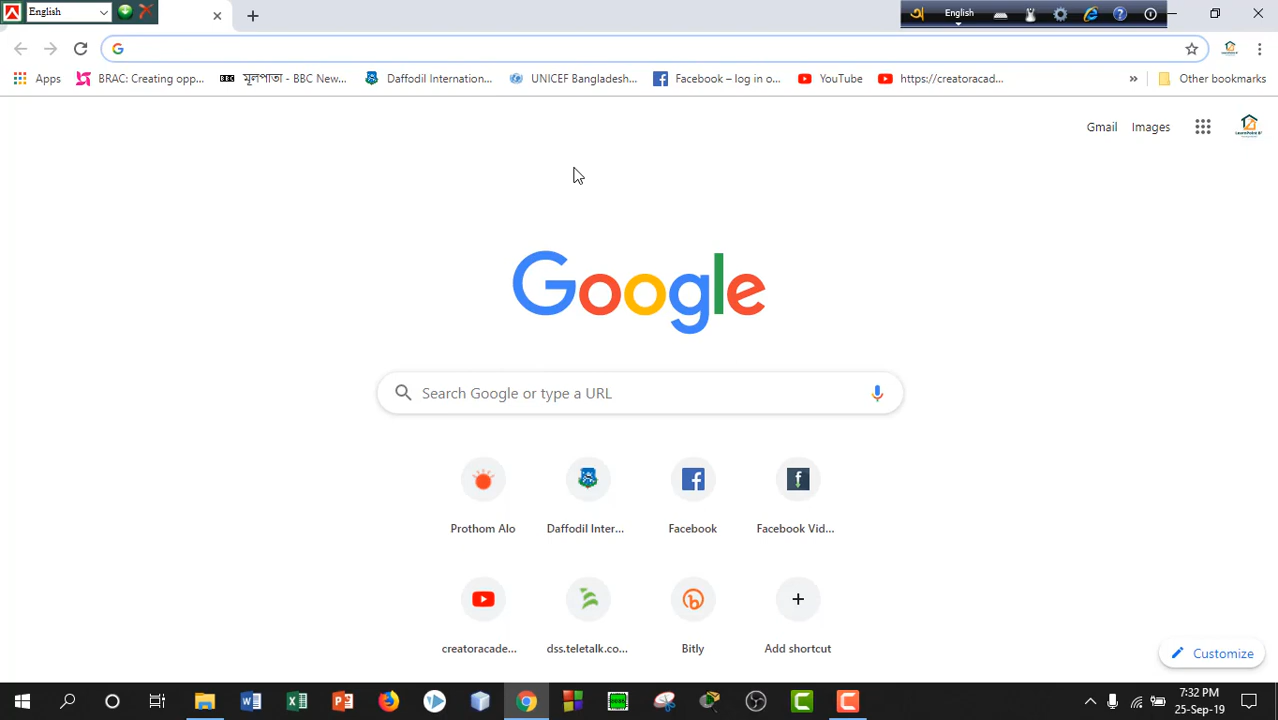 English
English
Apps
BRAC: Creating opp...
BBC মূলপাতা - BBC New...
Daffodil Internation...
UNICEF Bangladesh...
Facebook – log in o...
YouTube
https://creatoracad...
»
Other bookmarks
Gmail Images
Google
Search Google or type a URL
Prothom Alo
Daffodil Inter...
Facebook
Facebook Vid...
creatoracade...
dss.teletalk.co...
Bitly
Add shortcut
Customize
7:32 PM
25-Sep-19